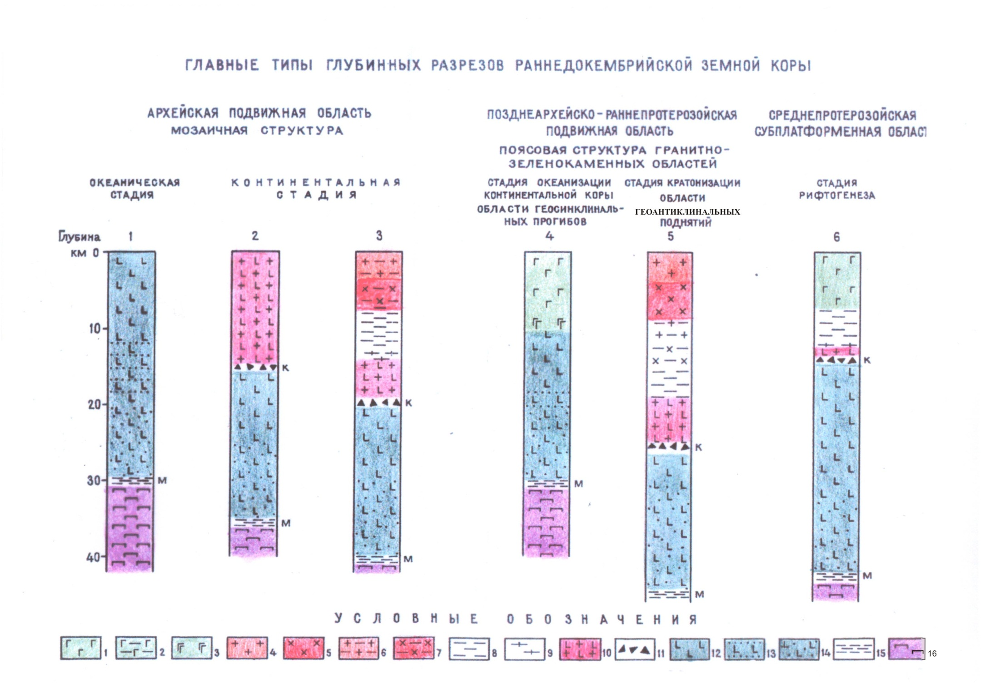 ГЛАВНЫЕ ТИПЫ ГЛУБИННЫХ РАЗРЕЗОВ РАННЕДОКЕМБРИЙСКОЙ ЗЕМНОЙ КОРЫ
АРХЕЙСКАЯ ПОДВИЖНАЯ ОБЛАСТЬ
МОЗАИЧНАЯ СТРУКТУРА
ПОЗДНЕАРХЕЙСКО-РАННЕПРОТЕРОЗОЙСКАЯ
ПОДВИЖНАЯ ОБЛАСТЬ
ПОЯСОВАЯ СТРУКТУРА ГРАНИТНО-
ЗЕЛЕНОКАМЕННЫХ ОБЛАСТЕЙ
СРЕДНЕПРОТЕРОЗОЙСКАЯ
СУБПЛАТФОРМЕННАЯ ОБЛАСТ
ОКЕАНИЧЕСКАЯ
СТАДИЯ
КОНТИНЕНТАЛЬНАЯ
СТАДИЯ
СТАДИЯ ОКЕАНИЗАЦИИ
КОНТИНЕНТАЛЬНОЙ КОРЫ
ОБЛАСТИ ГЕОСИНКЛИНАЛЬ-
НЫХ ПРОГИБОВ
СТАДИЯ КРАТОНИЗАЦИИ
ОБЛАСТИ
ГЕОАНТИКЛИНАЛЬНЫХ
ПОДНЯТИЙ
СТАДИЯ
РИФТОГЕНЕЗА
Глубина 1 2 3 4 5 6
км 0
10
20
30
40
М
К
М
К
М
М
К
М
К
М
УСЛОВНЫЕ ОБОЗНАЧЕНИЯ
1 2 3 4 5 6 7 8 9 10 11 12 13 14 15 16